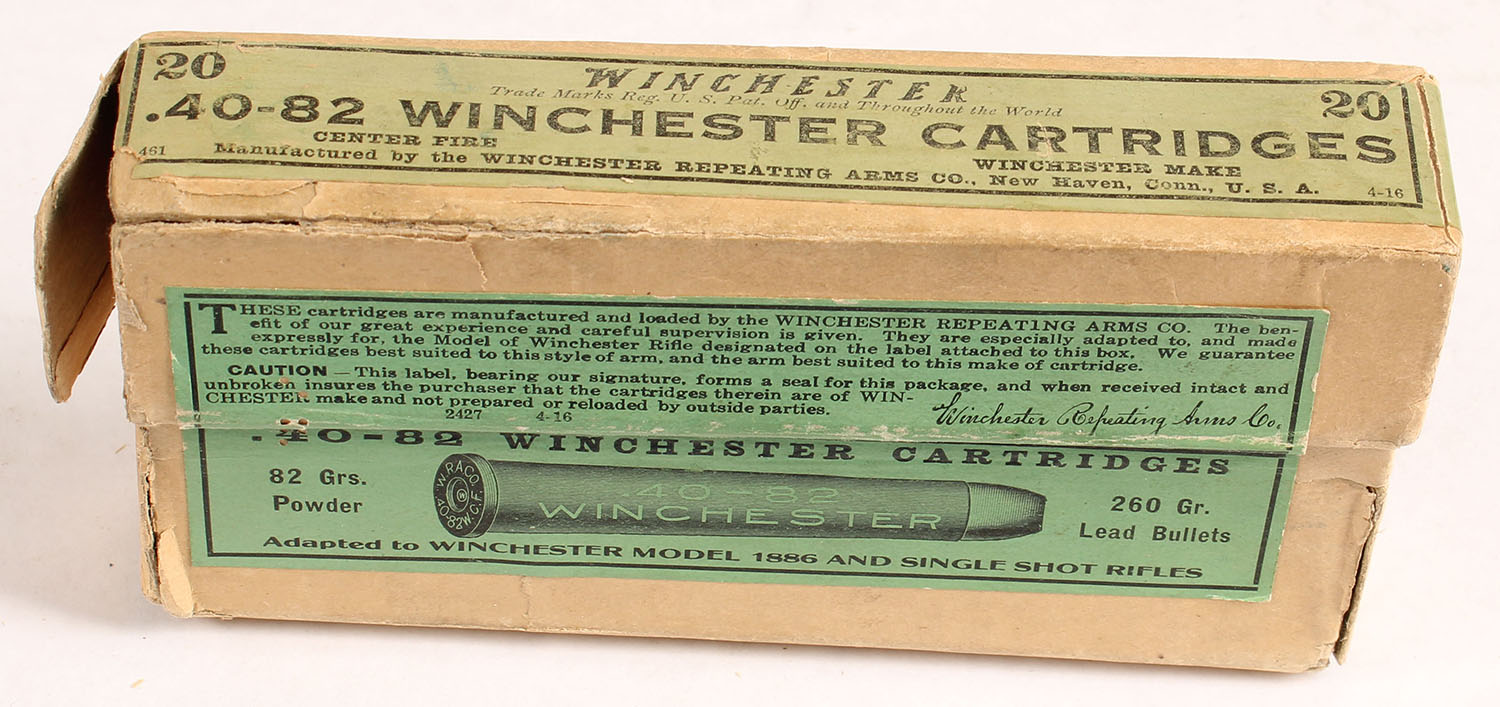 20 WINCHESTER 20
Trade Marks Reg. U. S. Pat. Off. and Throughout the World
.40-82 WINCHESTER CARTRIDGES
CENTER FIRE WINCHESTER MAKE
461 Manufactured by the WINCHESTER REPEATING ARMS CO., New Haven, Conn., U. S. A. 4-16
THESE cartridges are manufactured and loaded by the WINCHESTER REPEATING ARMS CO. The ben-
efit of our great experience and careful supervision is given. They are especially adapted to, and made
expressly for, the Model of Winchester Rifle designated on the label attached to this box. We guarantee
these cartridges best suited to this style of arm, and the arm best suited to this make of cartridge.
CAUTION — This label, bearing our signature, forms a seal for this package, and when received intact and
unbroken insures the purchaser that the cartridges therein are of WIN-
CHESTER make and not prepared or reloaded by outside parties.
2427 4-16
Winchester Repeating Arms Co.
.40-82 WINCHESTER CARTRIDGES
82 Grs.
Powder
W.R.A.CO.
W
40-82 W.C.F.
.40-82
WINCHESTER
260 Gr.
Lead Bullets
Adapted to WINCHESTER MODEL 1886 AND SINGLE SHOT RIFLES